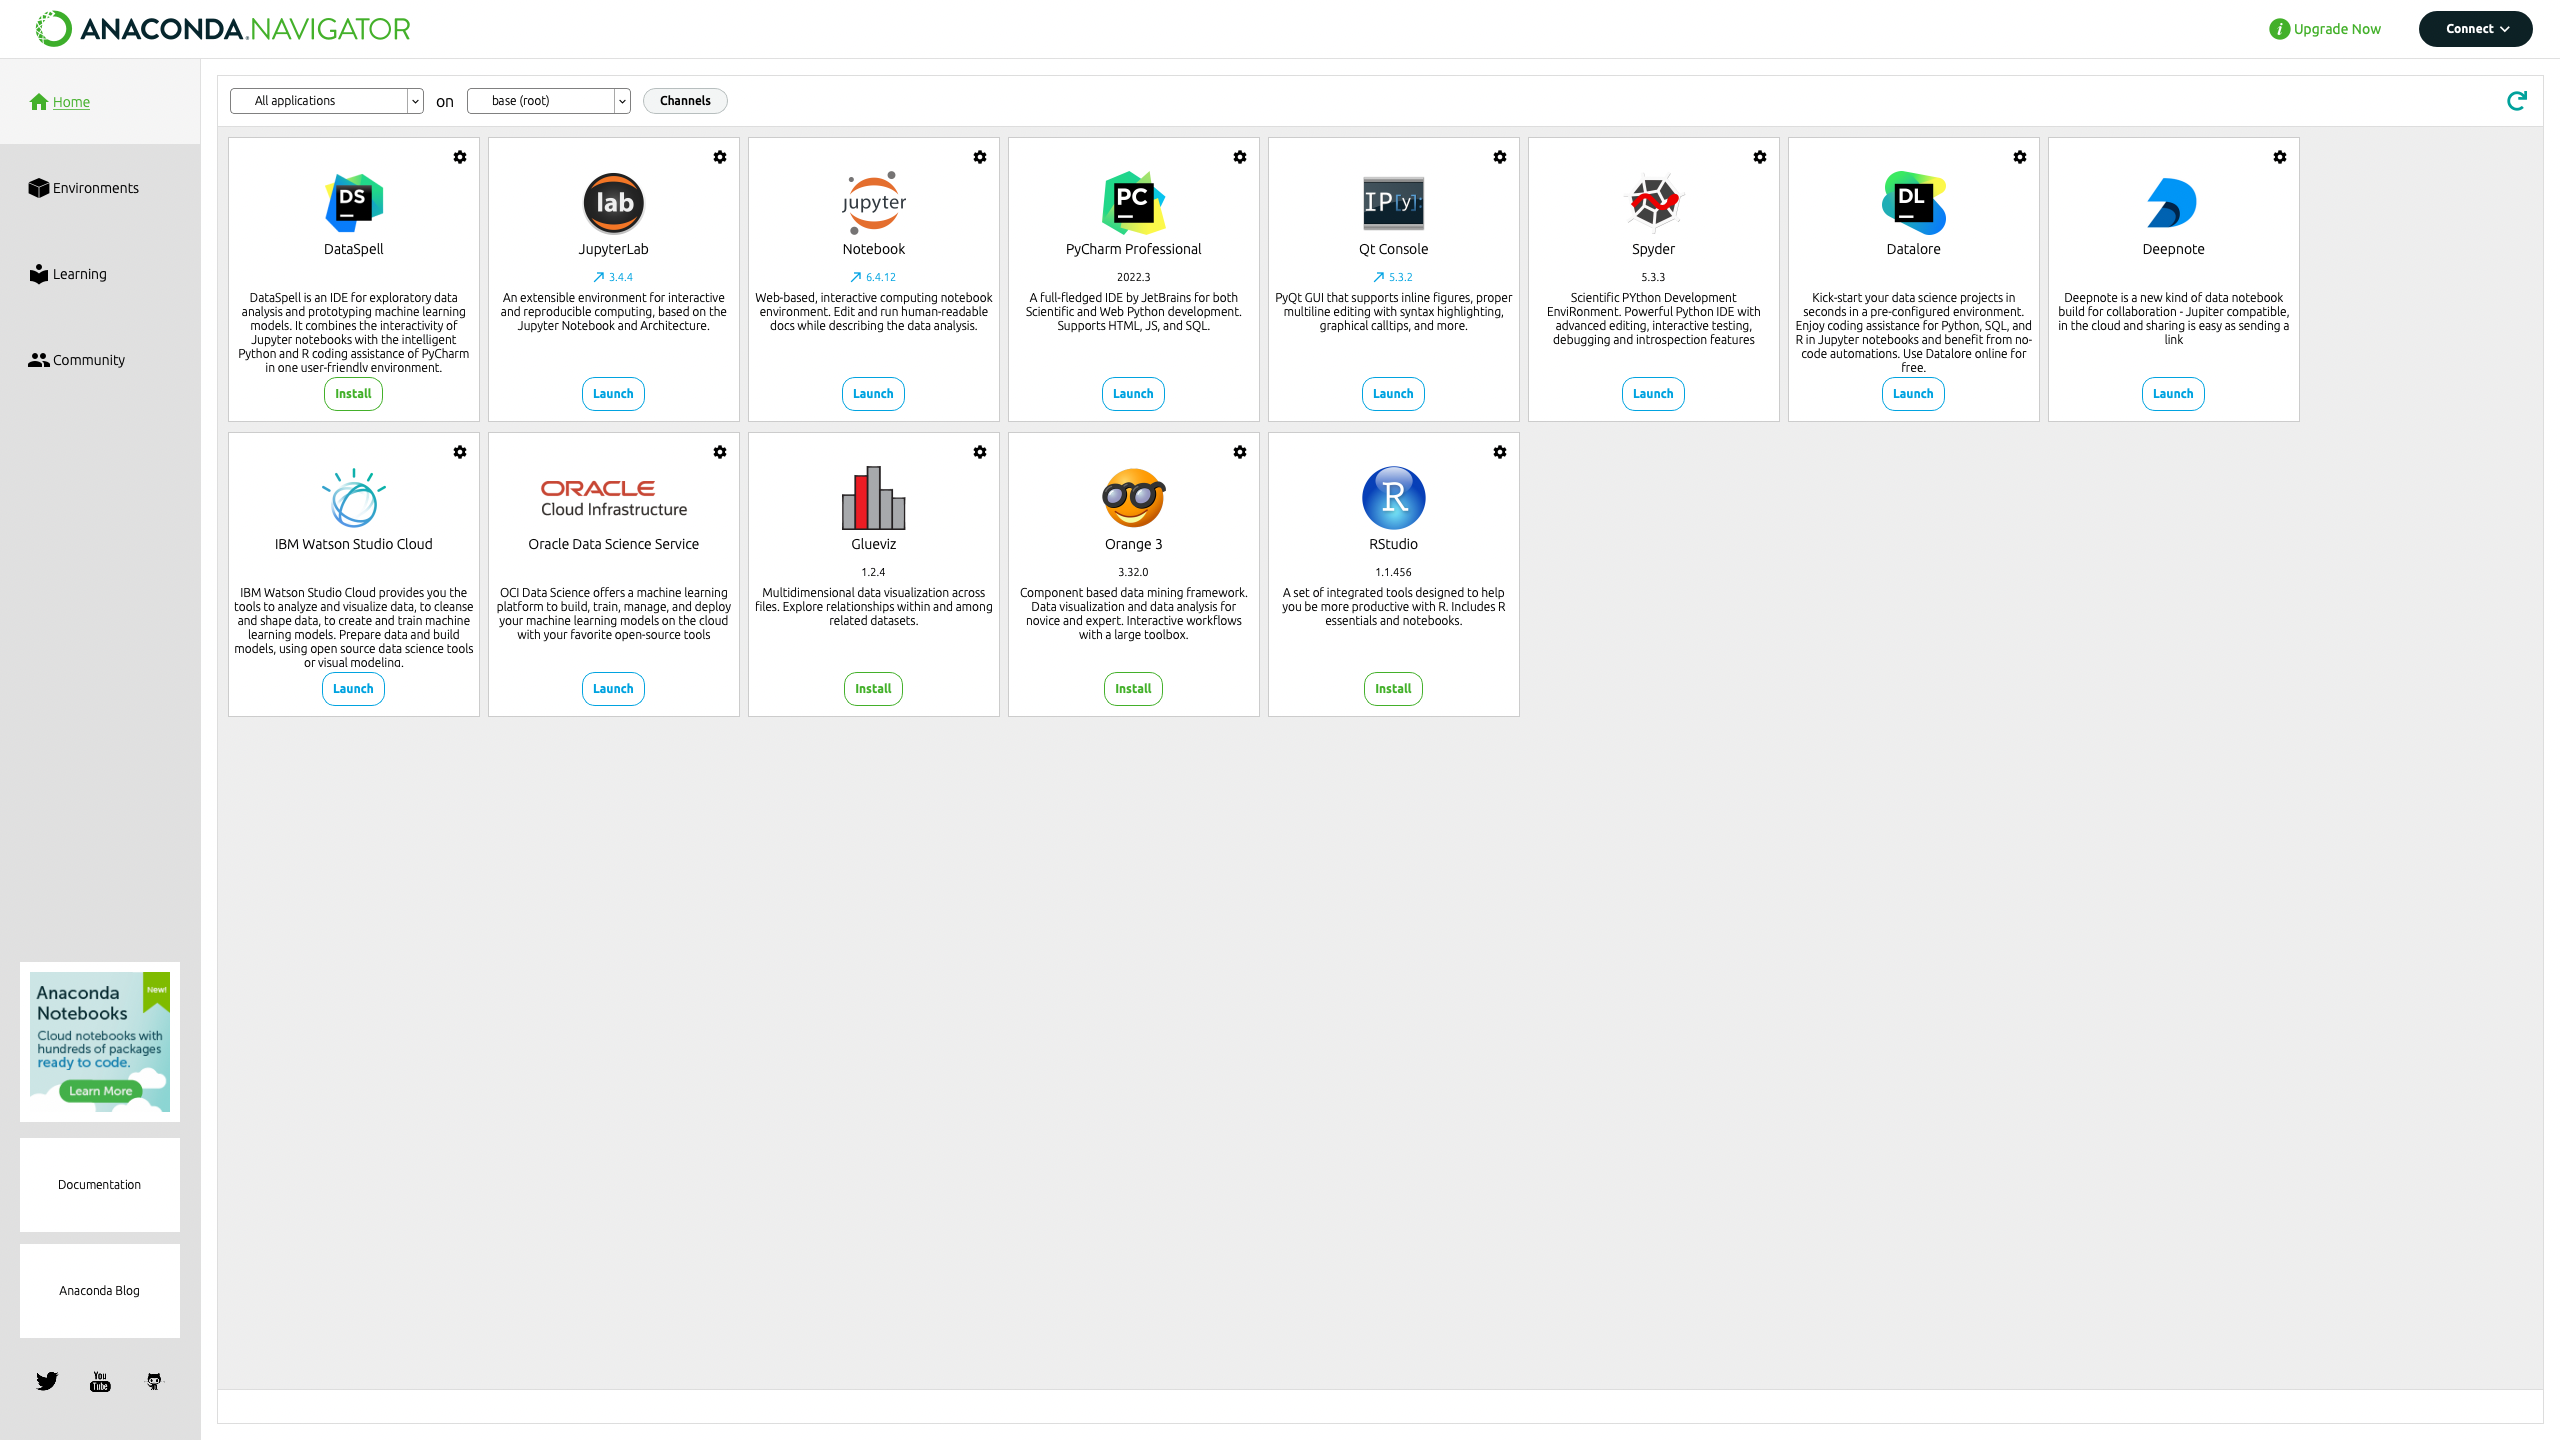 ANACONDA.NAVIGATOR
Upgrade Now
Connect
Home
Environments
Learning
Community
All applications
on
base (root)
Channels
DS
DataSpell
DataSpell is an IDE for exploratory data
analysis and prototyping machine learning
models. It combines the interactivity of
Jupyter notebooks with the intelligent
Python and R coding assistance of PyCharm
in one user-friendly environment.
Install
lab
JupyterLab
3.4.4
An extensible environment for interactive
and reproducible computing, based on the
Jupyter Notebook and Architecture.
Launch
jupyter
Notebook
6.4.12
Web-based, interactive computing notebook
environment. Edit and run human-readable
docs while describing the data analysis.
Launch
PC
PyCharm Professional
2022.3
A full-fledged IDE by JetBrains for both
Scientific and Web Python development.
Supports HTML, JS, and SQL.
Launch
IP[y]:
Qt Console
5.3.2
PyQt GUI that supports inline figures, proper
multiline editing with syntax highlighting,
graphical calltips, and more.
Launch
Spyder
5.3.3
Scientific PYthon Development
EnviRonment. Powerful Python IDE with
advanced editing, interactive testing,
debugging and introspection features
Launch
DL
Datalore
Kick-start your data science projects in
seconds in a pre-configured environment.
Enjoy coding assistance for Python, SQL, and
R in Jupyter notebooks and benefit from no-
code automations. Use Datalore online for
free.
Launch
Deepnote
Deepnote is a new kind of data notebook
build for collaboration - Jupiter compatible,
in the cloud and sharing is easy as sending a
link
Launch
IBM Watson Studio Cloud
IBM Watson Studio Cloud provides you the
tools to analyze and visualize data, to cleanse
and shape data, to create and train machine
learning models. Prepare data and build
models, using open source data science tools
or visual modeling.
Launch
ORACLE
Cloud Infrastructure
Oracle Data Science Service
OCI Data Science offers a machine learning
platform to build, train, manage, and deploy
your machine learning models on the cloud
with your favorite open-source tools
Launch
Glueviz
1.2.4
Multidimensional data visualization across
files. Explore relationships within and among
related datasets.
Install
Orange 3
3.32.0
Component based data mining framework.
Data visualization and data analysis for
novice and expert. Interactive workflows
with a large toolbox.
Install
R
RStudio
1.1.456
A set of integrated tools designed to help
you be more productive with R. Includes R
essentials and notebooks.
Install
New!
Anaconda
Notebooks
Cloud notebooks with
hundreds of packages
ready to code.
Learn More
Documentation
Anaconda Blog
You
Tube